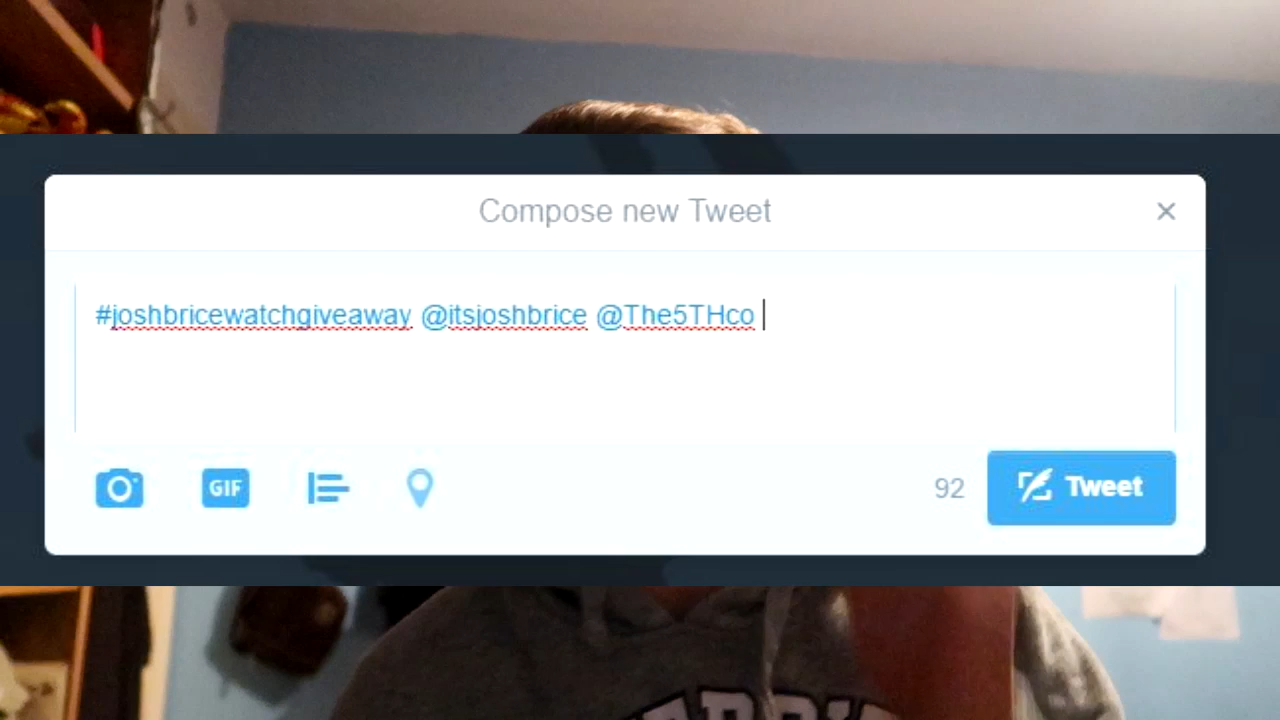 Compose new Tweet
#joshbricewatchgiveaway @itsjoshbrice @The5THco
GIF
92
Tweet